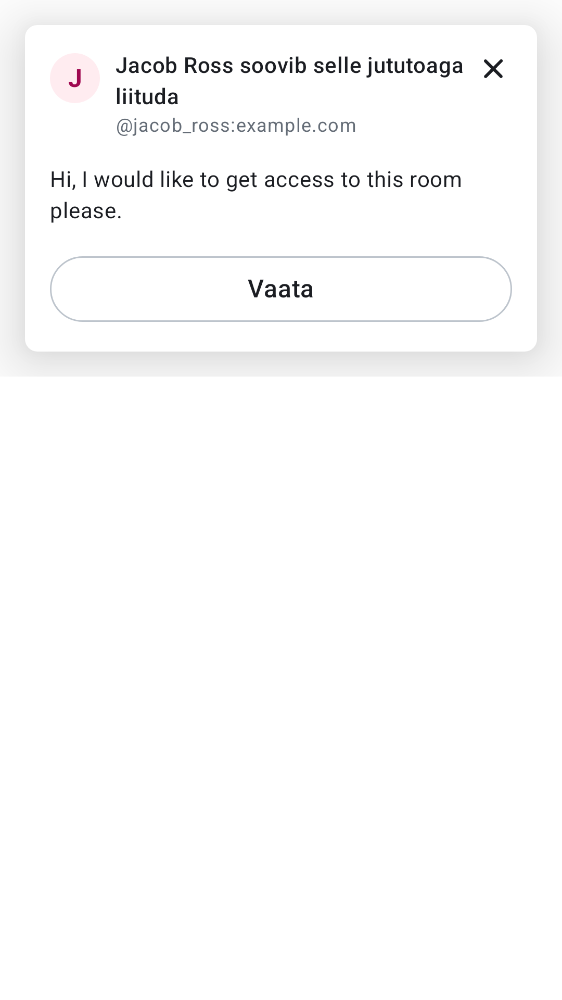 J
Jacob Ross soovib selle jututoaga
liituda
@jacob_ross:example.com
Hi, I would like to get access to this room
please.
Vaata